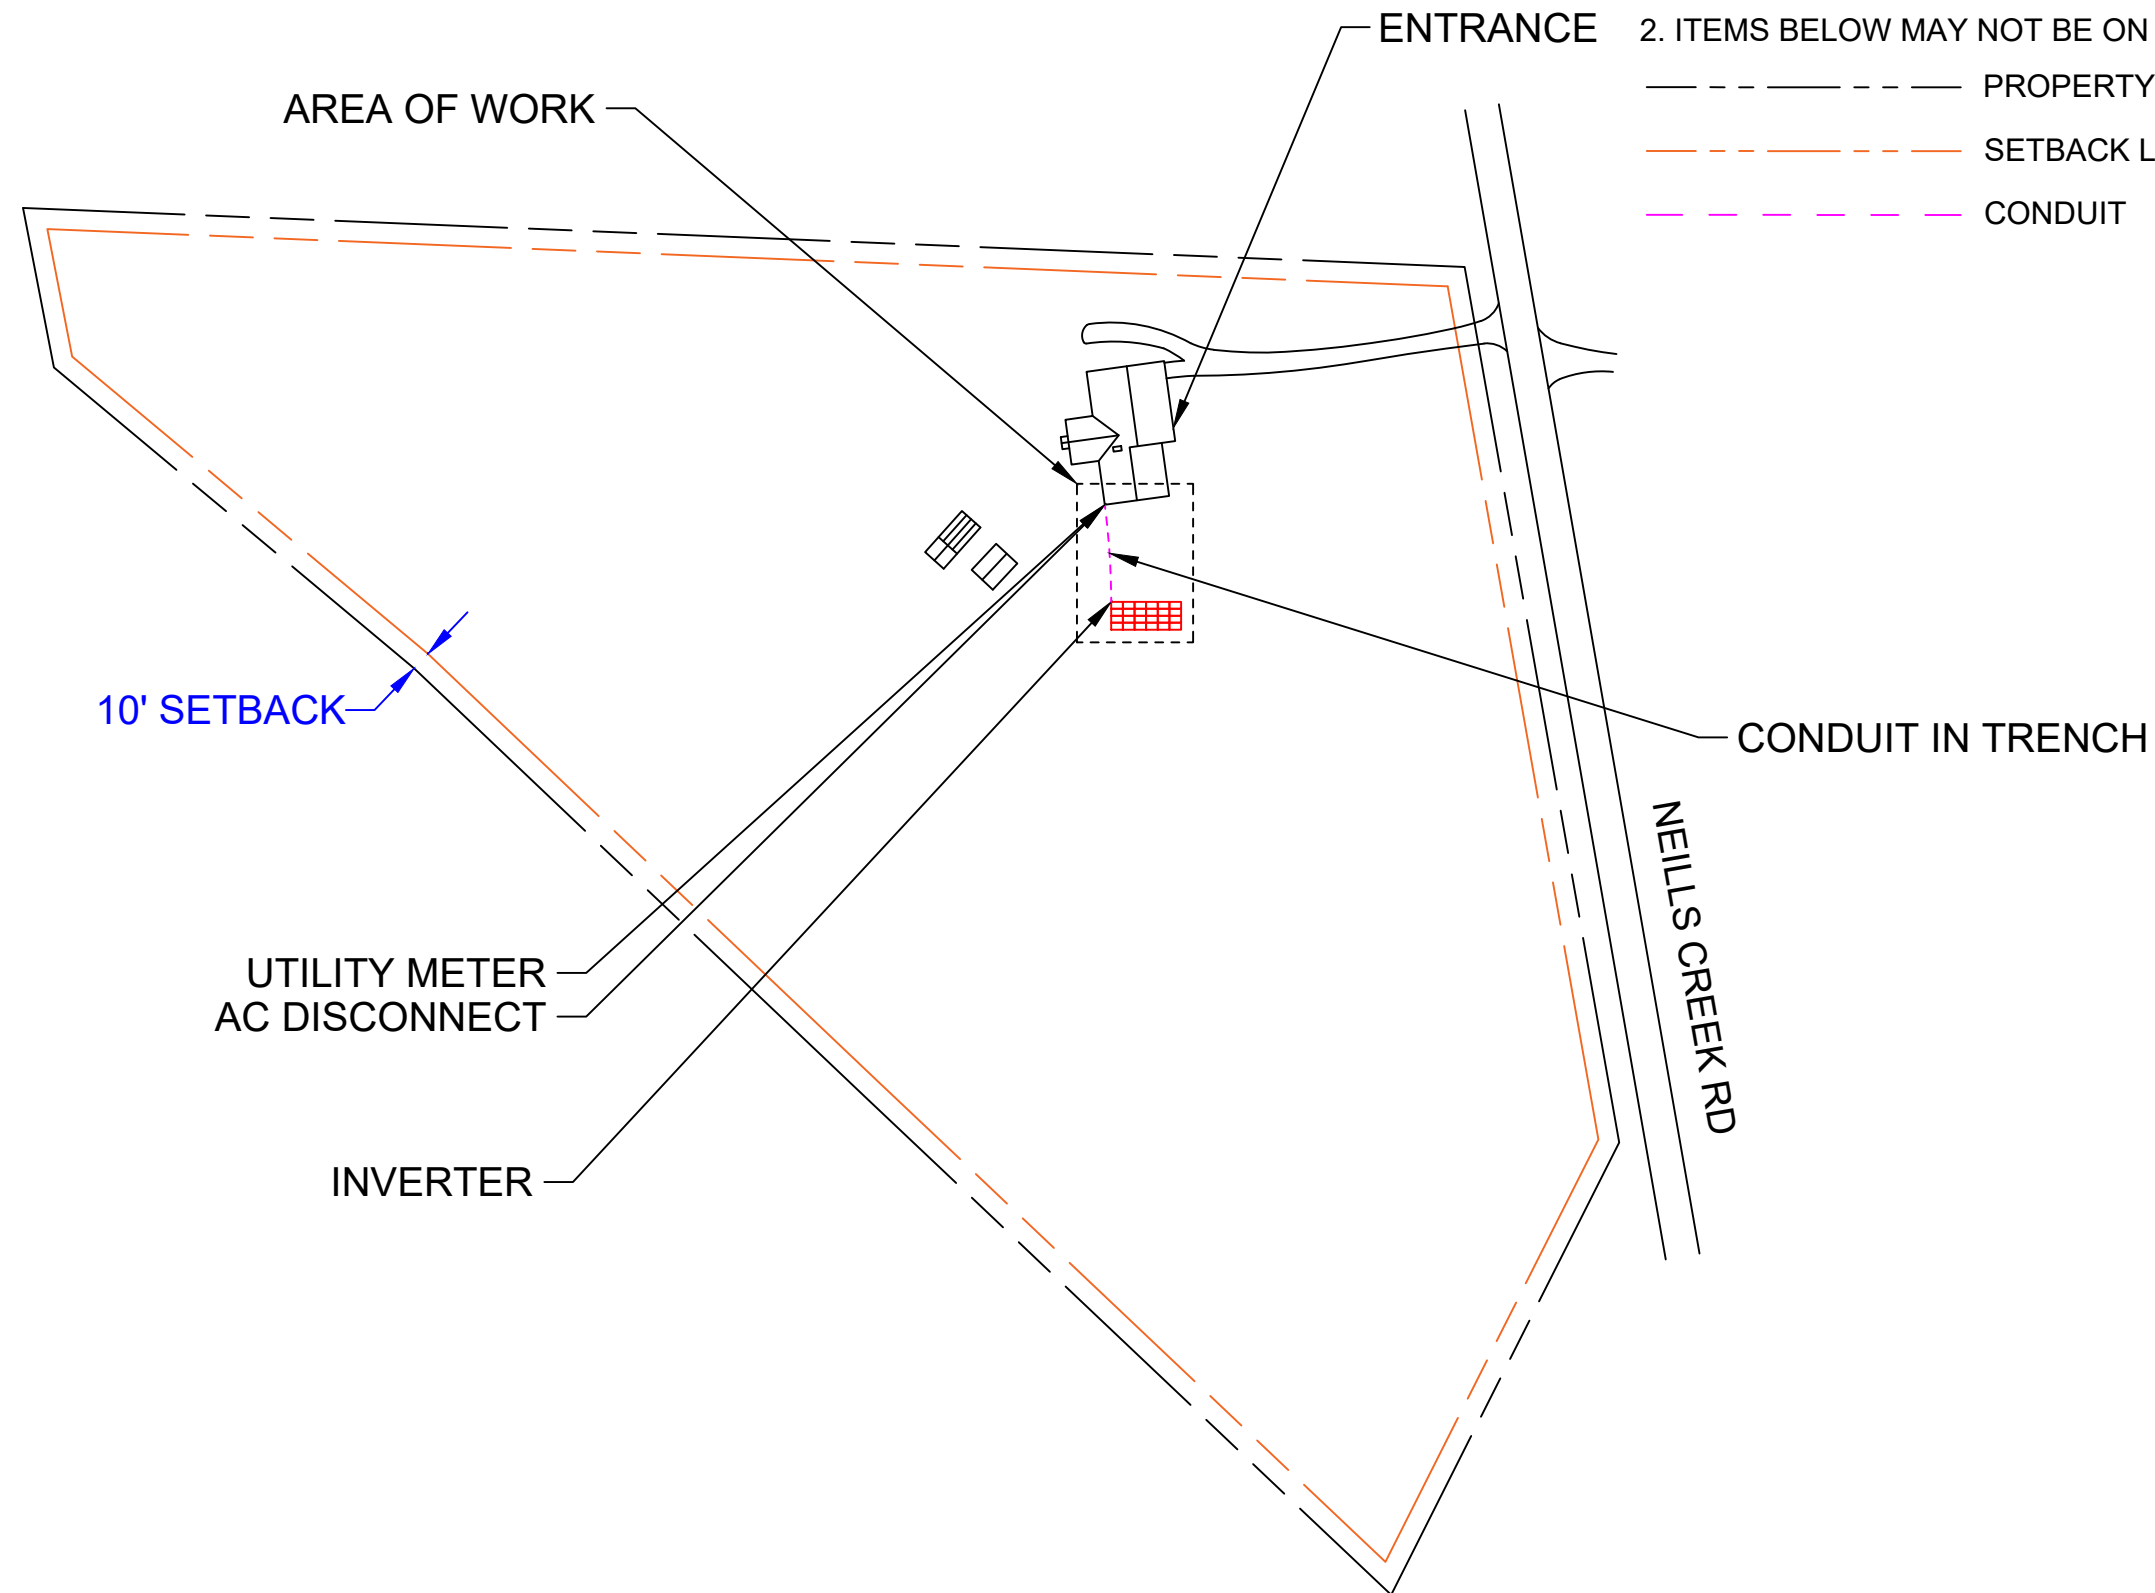 ENTRANCE
2. ITEMS BELOW MAY NOT BE ON
PROPERTY
AREA OF WORK
SETBACK L
CONDUIT
10' SETBACK
CONDUIT IN TRENCH
NEILLS CREEK RD
UTILITY METER
AC DISCONNECT
INVERTER